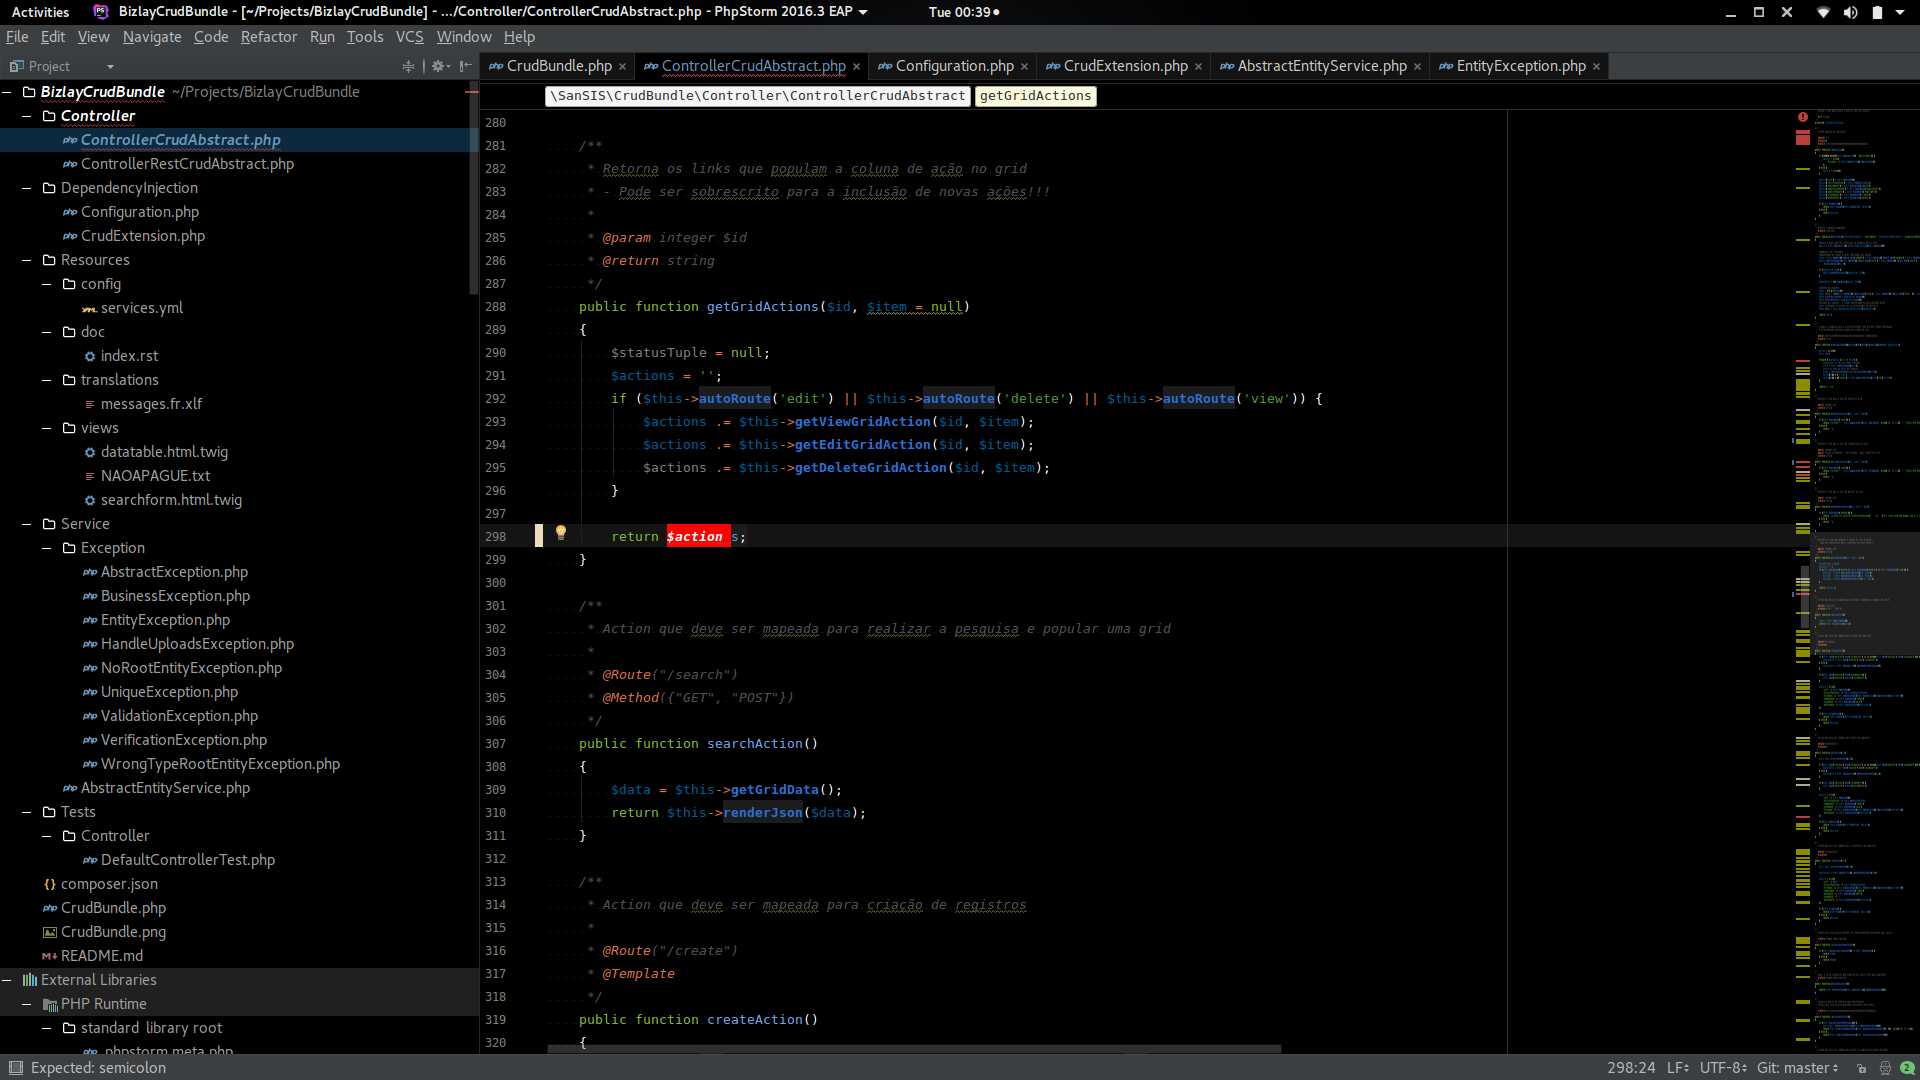 Activities BizlayCrudBundle - [~/Projects/BizlayCrudBundle] - .../Controller/ControllerCrudAbstract.php - PhpStorm 2016.3 EAP Tue 00:39
File Edit View Navigate Code Refactor Run Tools VCS Window Help
Project
CrudBundle.php ControllerCrudAbstract.php Configuration.php CrudExtension.php AbstractEntityService.php EntityException.php
\SanSIS\CrudBundle\Controller\ControllerCrudAbstract getGridActions
BizlayCrudBundle ~/Projects/BizlayCrudBundle
Controller
ControllerCrudAbstract.php
ControllerRestCrudAbstract.php
DependencyInjection
Configuration.php
CrudExtension.php
Resources
config
services.yml
doc
index.rst
translations
messages.fr.xlf
views
datatable.html.twig
NAOAPAGUE.txt
searchform.html.twig
Service
Exception
AbstractException.php
BusinessException.php
EntityException.php
HandleUploadsException.php
NoRootEntityException.php
UniqueException.php
ValidationException.php
VerificationException.php
WrongTypeRootEntityException.php
AbstractEntityService.php
Tests
Controller
DefaultControllerTest.php
composer.json
CrudBundle.php
CrudBundle.png
README.md
External Libraries
PHP Runtime
standard library root
.phpstorm.meta.php
280
281 /**
282 * Retorna os links que populam a coluna de ação no grid
283 * - Pode ser sobrescrito para a inclusão de novas ações!!!
284 *
285 * @param integer $id
286 * @return string
287 */
288 public function getGridActions($id, $item = null)
289 {
290 $statusTuple = null;
291 $actions = '';
292 if ($this->autoRoute('edit') || $this->autoRoute('delete') || $this->autoRoute('view')) {
293 $actions .= $this->getViewGridAction($id, $item);
294 $actions .= $this->getEditGridAction($id, $item);
295 $actions .= $this->getDeleteGridAction($id, $item);
296 }
297
298 return $action s;
299 }
300
301 /**
302 * Action que deve ser mapeada para realizar a pesquisa e popular uma grid
303 *
304 * @Route("/search")
305 * @Method({"GET", "POST"})
306 */
307 public function searchAction()
308 {
309 $data = $this->getGridData();
310 return $this->renderJson($data);
311 }
312
313 /**
314 * Action que deve ser mapeada para criação de registros
315 *
316 * @Route("/create")
317 * @Template
318 */
319 public function createAction()
320 {
Expected: semicolon 298:24 LF UTF-8 Git: master 2